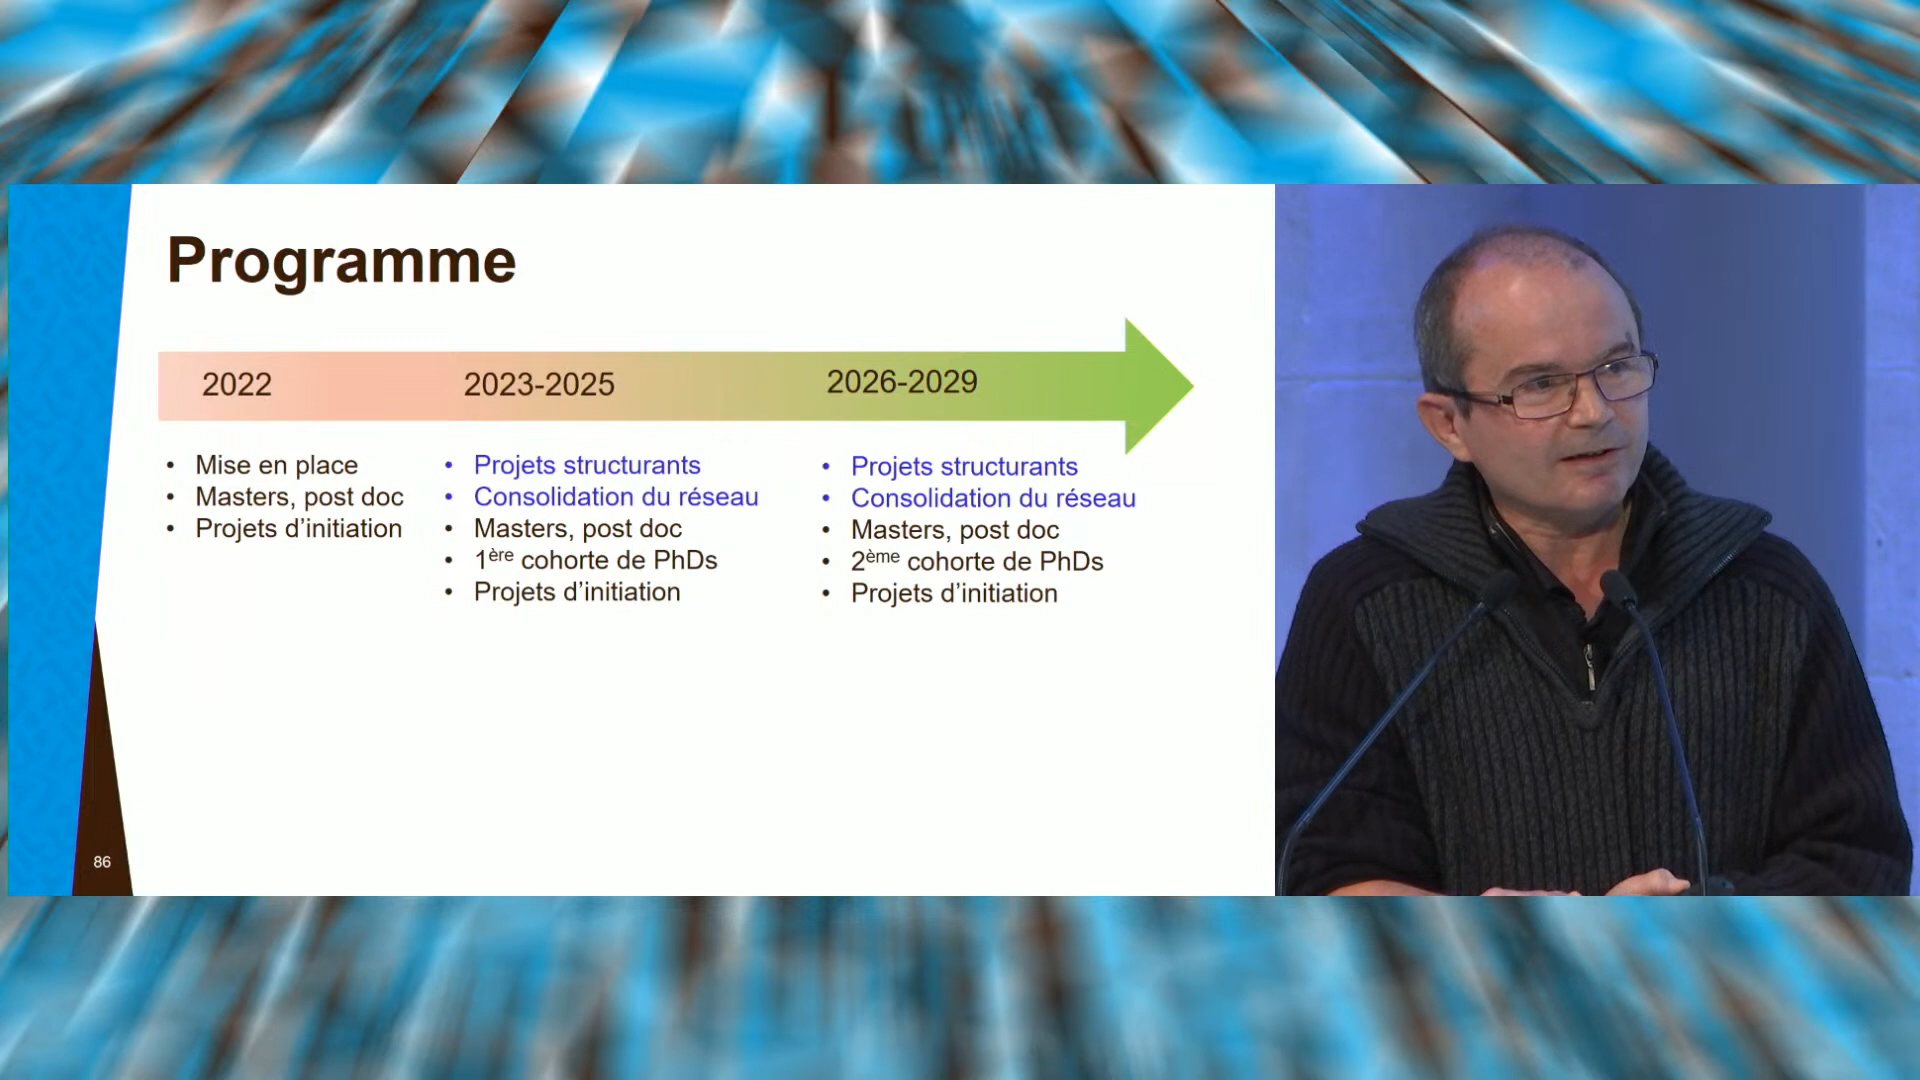 Programme
2022
2023-2025
2026-2029
• Mise en place
• Masters, post doc
• Projets d’initiation
• Projets structurants
• Consolidation du réseau
• Masters, post doc
• 1ère cohorte de PhDs
• Projets d’initiation
• Projets structurants
• Consolidation du réseau
• Masters, post doc
• 2ème cohorte de PhDs
• Projets d’initiation
86